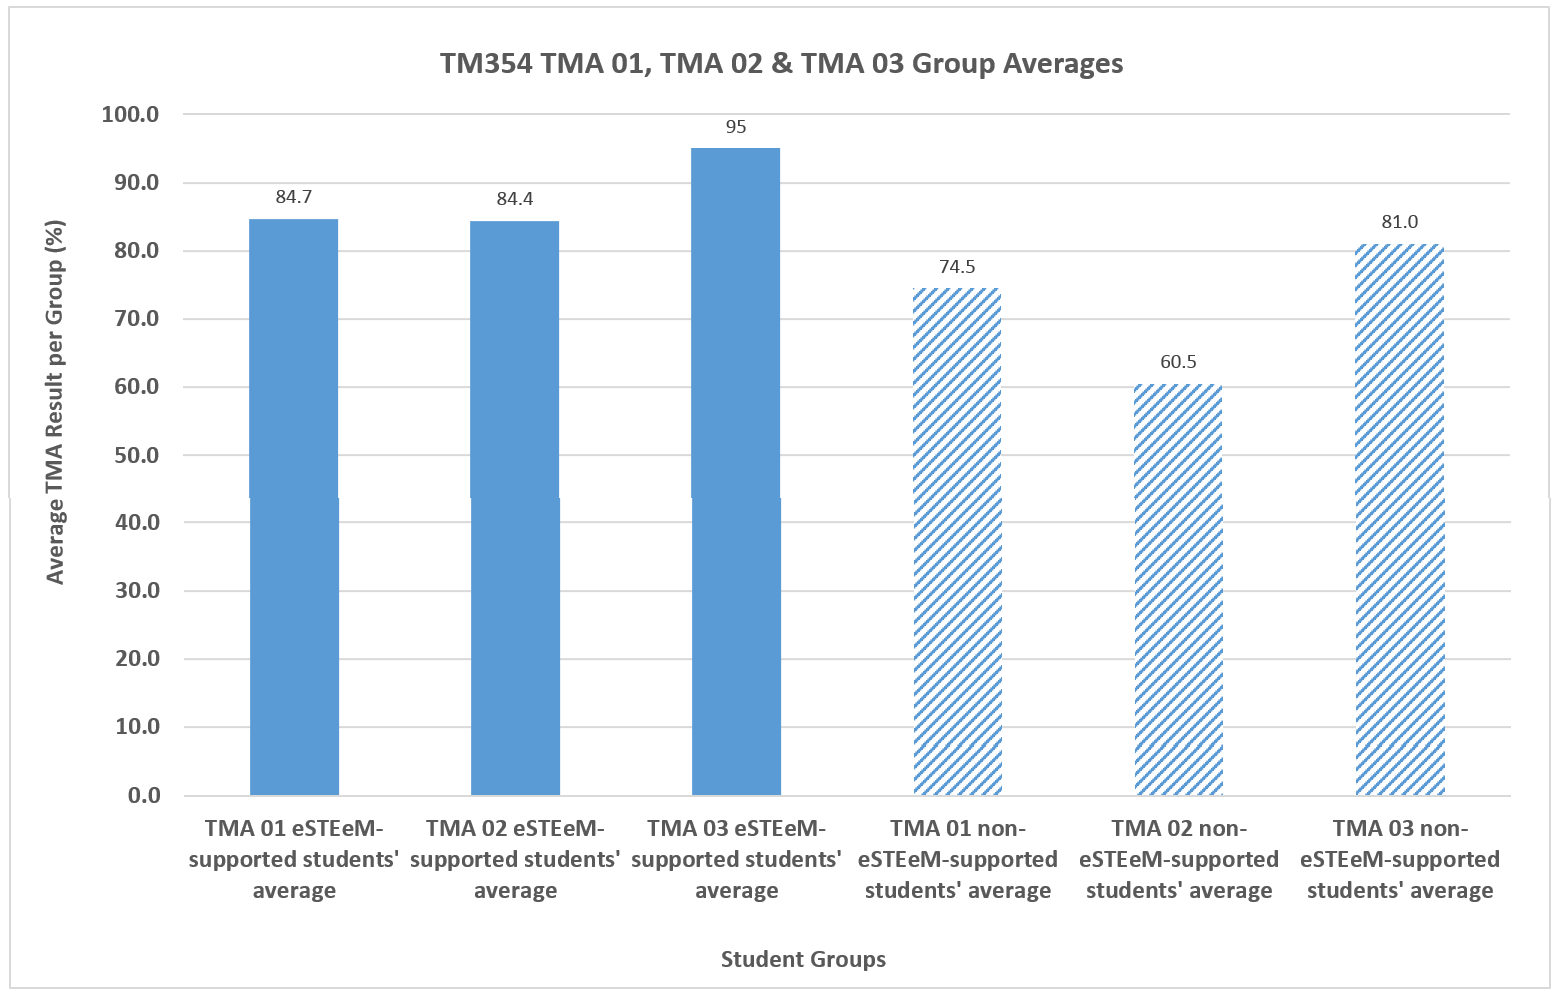 TM354 TMA 01, TMA 02 & TMA 03 Group Averages
Average TMA Result per Group (%)
100.0
90.0
80.0
70.0
60.0
50.0
40.0
30.0
20.0
10.0
0.0
84.7
84.4
95
74.5
60.5
81.0
TMA 01 eSTEeM-
supported students'
average
TMA 02 eSTEeM-
supported students'
average
TMA 03 eSTEeM-
supported students'
average
TMA 01 non-
eSTEeM-supported
students' average
TMA 02 non-
eSTEeM-supported
students' average
TMA 03 non-
eSTEeM-supported
students' average
Student Groups